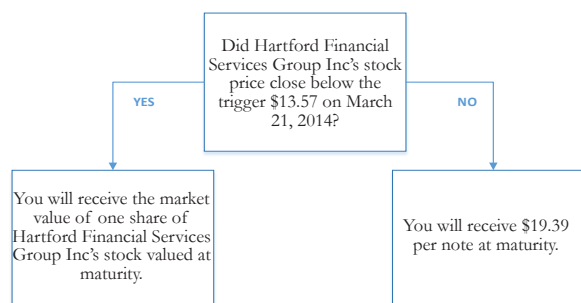 Did Hartford Financial
Services Group Inc's stock
price close below the
trigger $13.57 on March
21, 2014?
YES
NO
You will receive the market
value of one share of
Hartford Financial Services
Group Inc's stock valued at
maturity.
You will receive $19.39
per note at maturity.